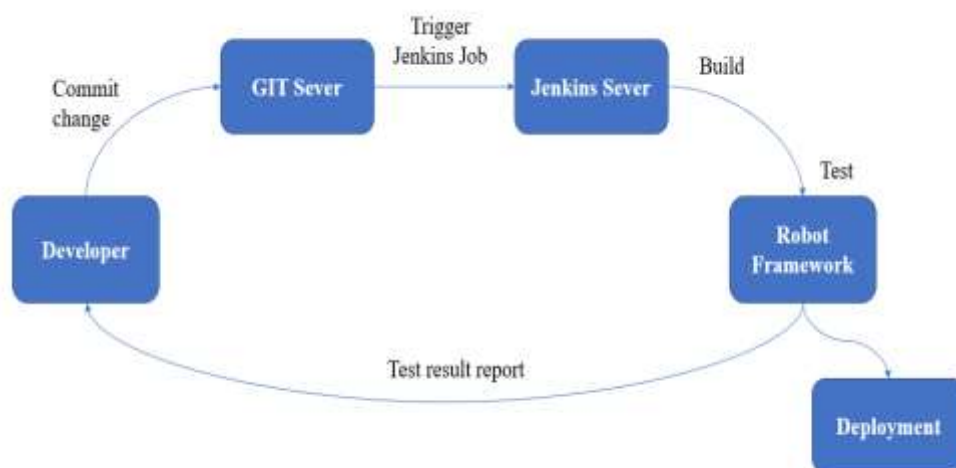 Trigger
Jenkins Job
GIT Sever
Jenkins Sever
Build
Commit
change
Test
Developer
Robot
Framework
Test result report
Deployment